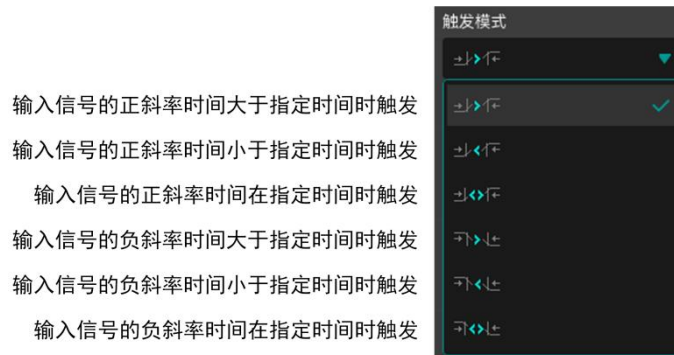 触发模式
输入信号的正斜率时间大于指定时间时触发
输入信号的正斜率时间小于指定时间时触发
输入信号的正斜率时间在指定时间时触发
输入信号的负斜率时间大于指定时间时触发
输入信号的负斜率时间小于指定时间时触发
输入信号的负斜率时间在指定时间时触发